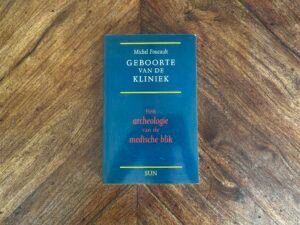 Michel Foucault
GEBOORTE
VAN DE
KLINIEK
Een
archeologie
van de
medische blik
SUN